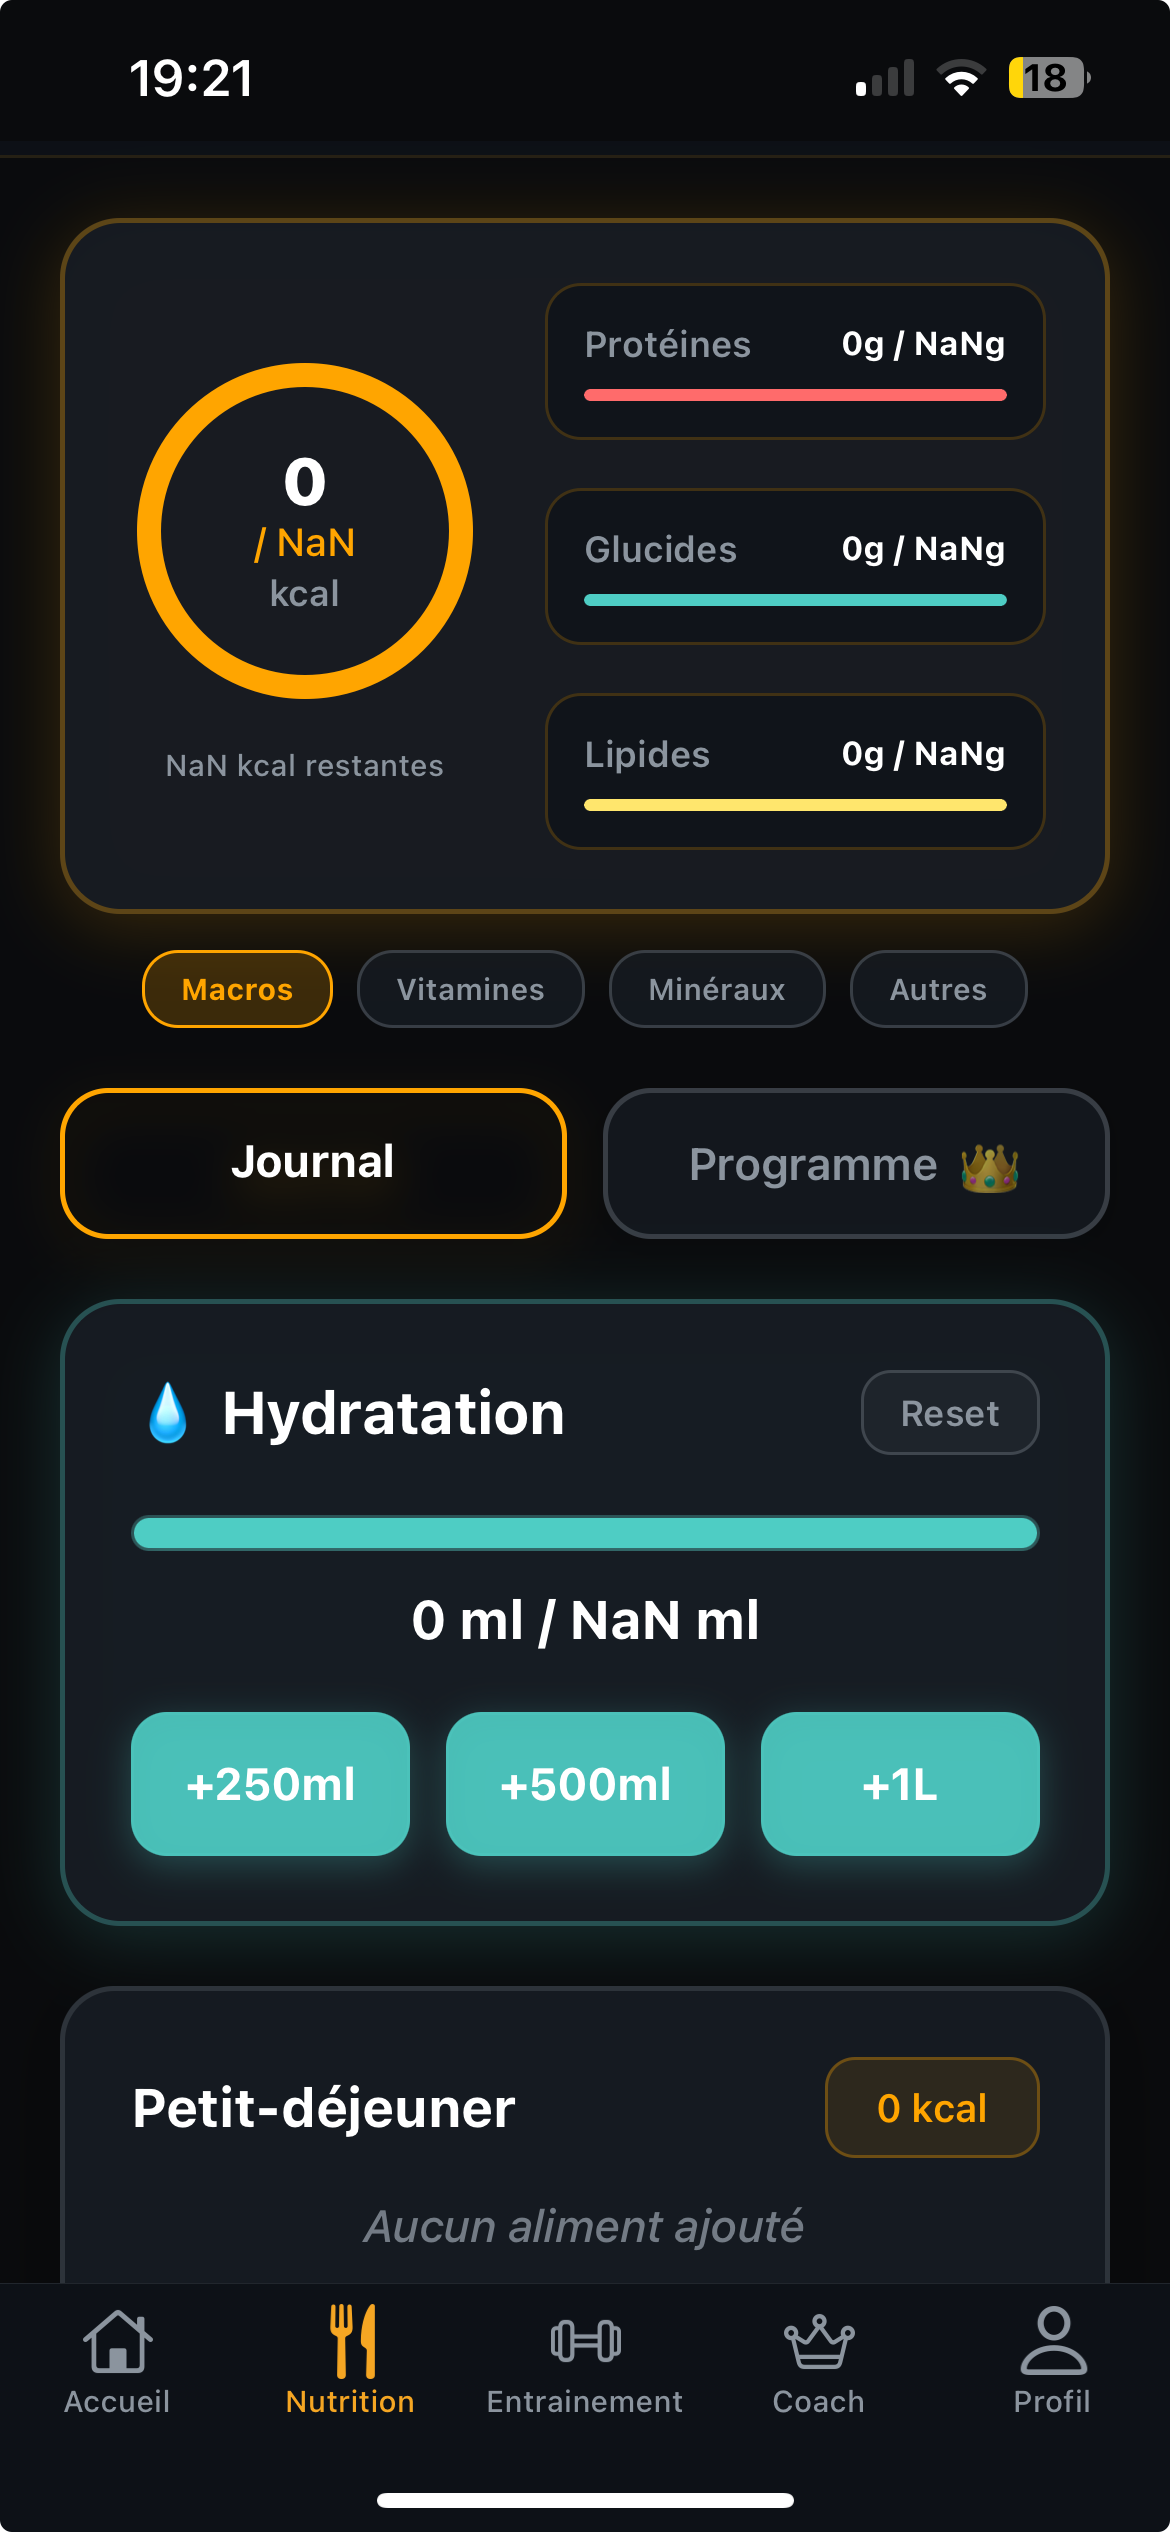 19:21
18
0
/ NaN
kcal
NaN kcal restantes
Protéines 0g / NaNg
Glucides 0g / NaNg
Lipides 0g / NaNg
Macros Vitamines Minéraux Autres
Journal Programme 👑
💧 Hydratation Reset
0 ml / NaN ml
+250ml +500ml +1L
Petit-déjeuner 0 kcal
Aucun aliment ajouté
Accueil Nutrition Entrainement Coach Profil